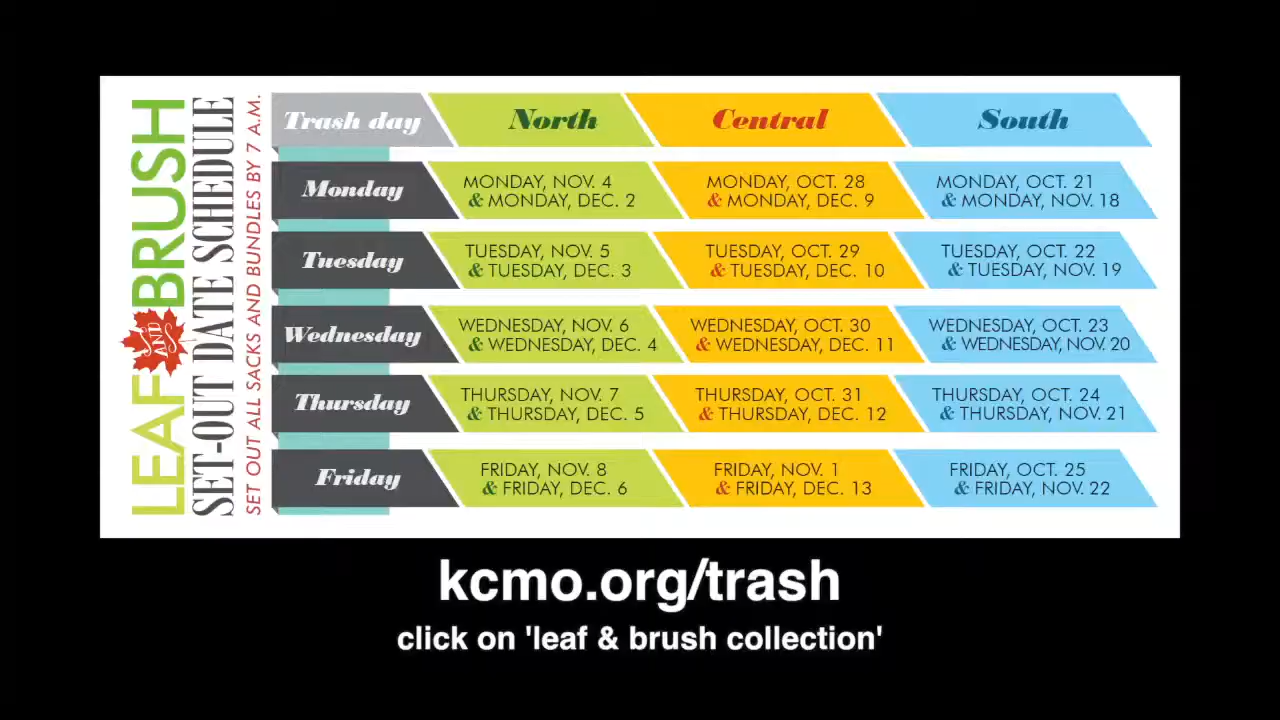 LEAF AND BRUSH
SET-OUT DATE SCHEDULE
SET OUT ALL SACKS AND BUNDLES BY 7 A.M.
Trash day
North
Central
South
Monday
MONDAY, NOV. 4
& MONDAY, DEC. 2
MONDAY, OCT. 28
& MONDAY, DEC. 9
MONDAY, OCT. 21
& MONDAY, NOV. 18
Tuesday
TUESDAY, NOV. 5
& TUESDAY, DEC. 3
TUESDAY, OCT. 29
& TUESDAY, DEC. 10
TUESDAY, OCT. 22
& TUESDAY, NOV. 19
Wednesday
WEDNESDAY, NOV. 6
& WEDNESDAY, DEC. 4
WEDNESDAY, OCT. 30
& WEDNESDAY, DEC. 11
WEDNESDAY, OCT. 23
& WEDNESDAY, NOV. 20
Thursday
THURSDAY, NOV. 7
& THURSDAY, DEC. 5
THURSDAY, OCT. 31
& THURSDAY, DEC. 12
THURSDAY, OCT. 24
& THURSDAY, NOV. 21
Friday
FRIDAY, NOV. 8
& FRIDAY, DEC. 6
FRIDAY, NOV. 1
& FRIDAY, DEC. 13
FRIDAY, OCT. 25
& FRIDAY, NOV. 22
kcmo.org/trash
click on 'leaf & brush collection'